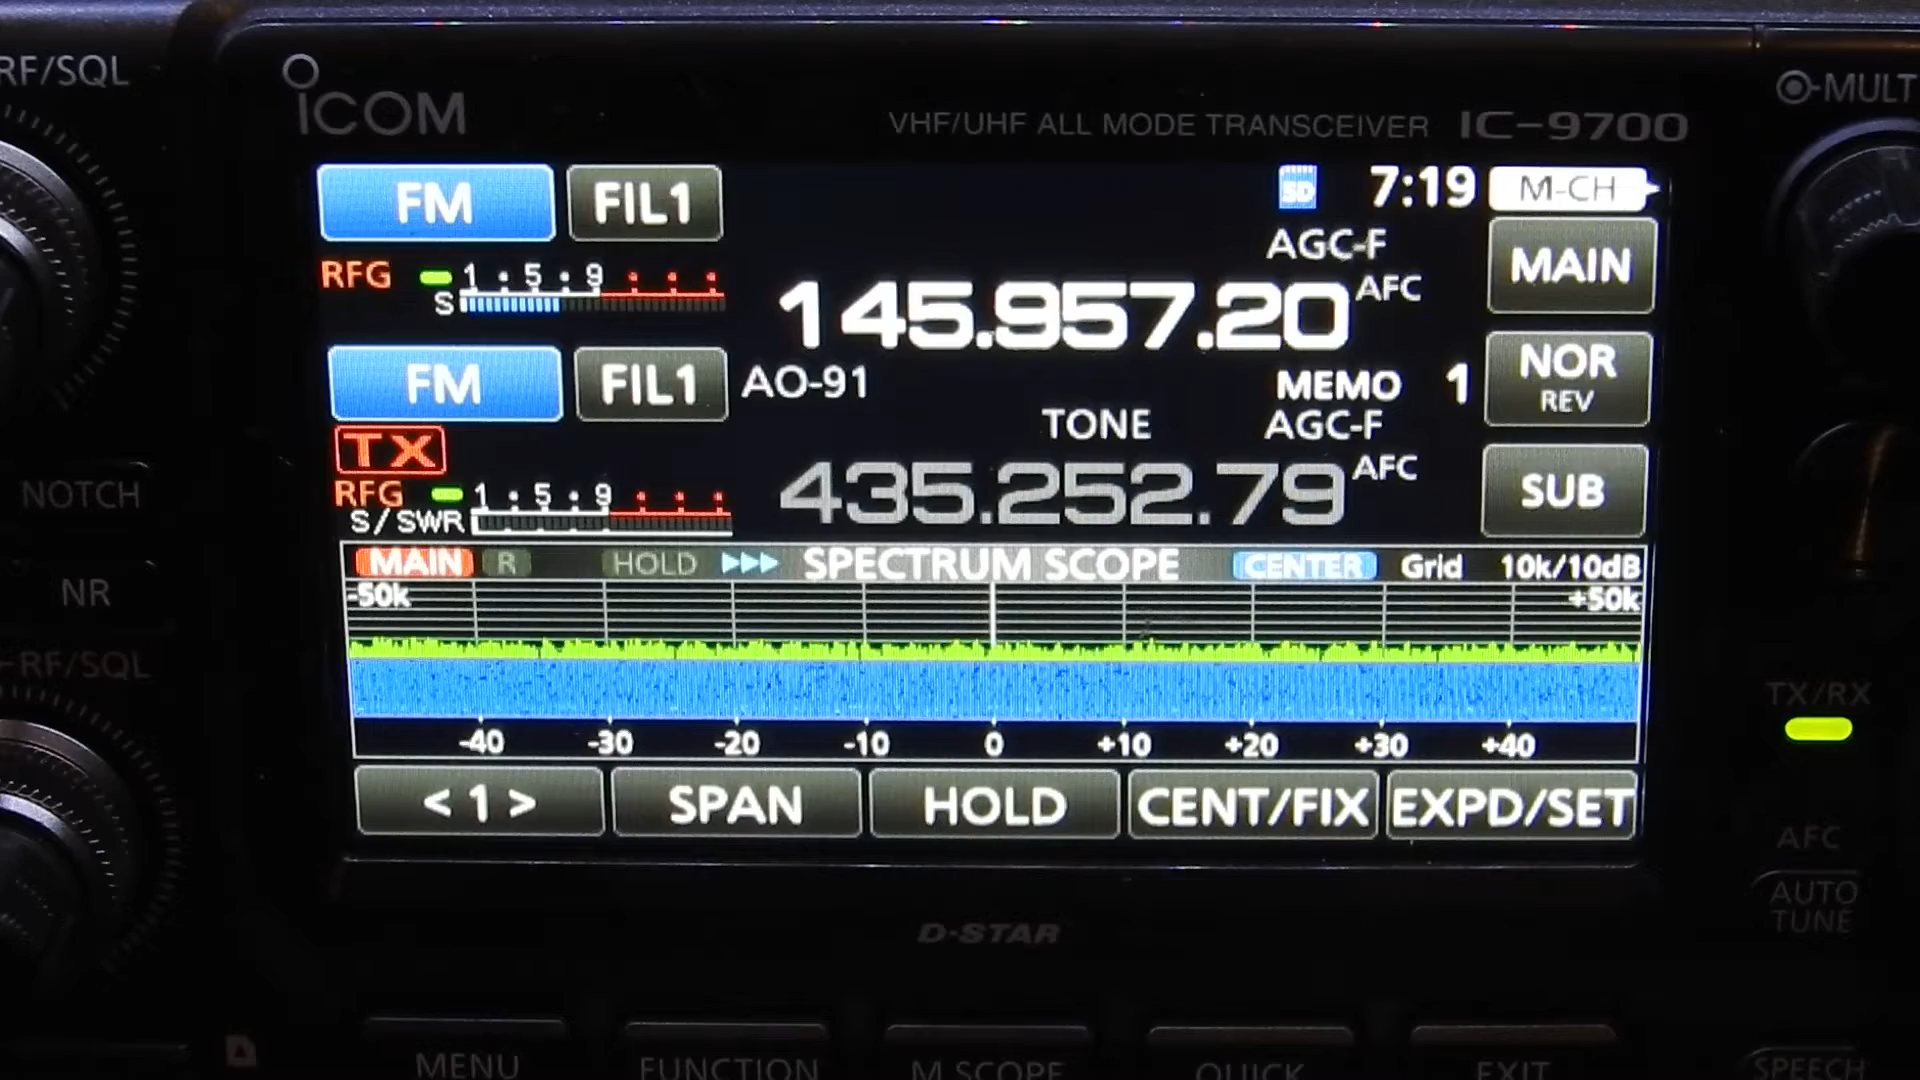 RF/SQL
MULT
ICOM
VHF/UHF ALL MODE TRANSCEIVER IC-9700
FM FIL1 SD 7:19 M-CH
AGC-F
MAIN
RFG 1 · 5 · 9
S
145.957.20 AFC
NOR
REV
FM FIL1 AO-91 MEMO 1
TONE AGC-F
TX
435.252.79 AFC
SUB
RFG 1 · 5 · 9
S/SWR
NOTCH
MAIN R HOLD SPECTRUM SCOPE CENTER Grid 10k/10dB
-50k +50k
NR
-RF/SQL
TX/RX
-40 -30 -20 -10 0 +10 +20 +30 +40
< 1 > SPAN HOLD CENT/FIX EXPD/SET
AFC
AUTO
TUNE
D-STAR
MENU FUNCTION M.SCOPE QUICK EXIT SPEECH